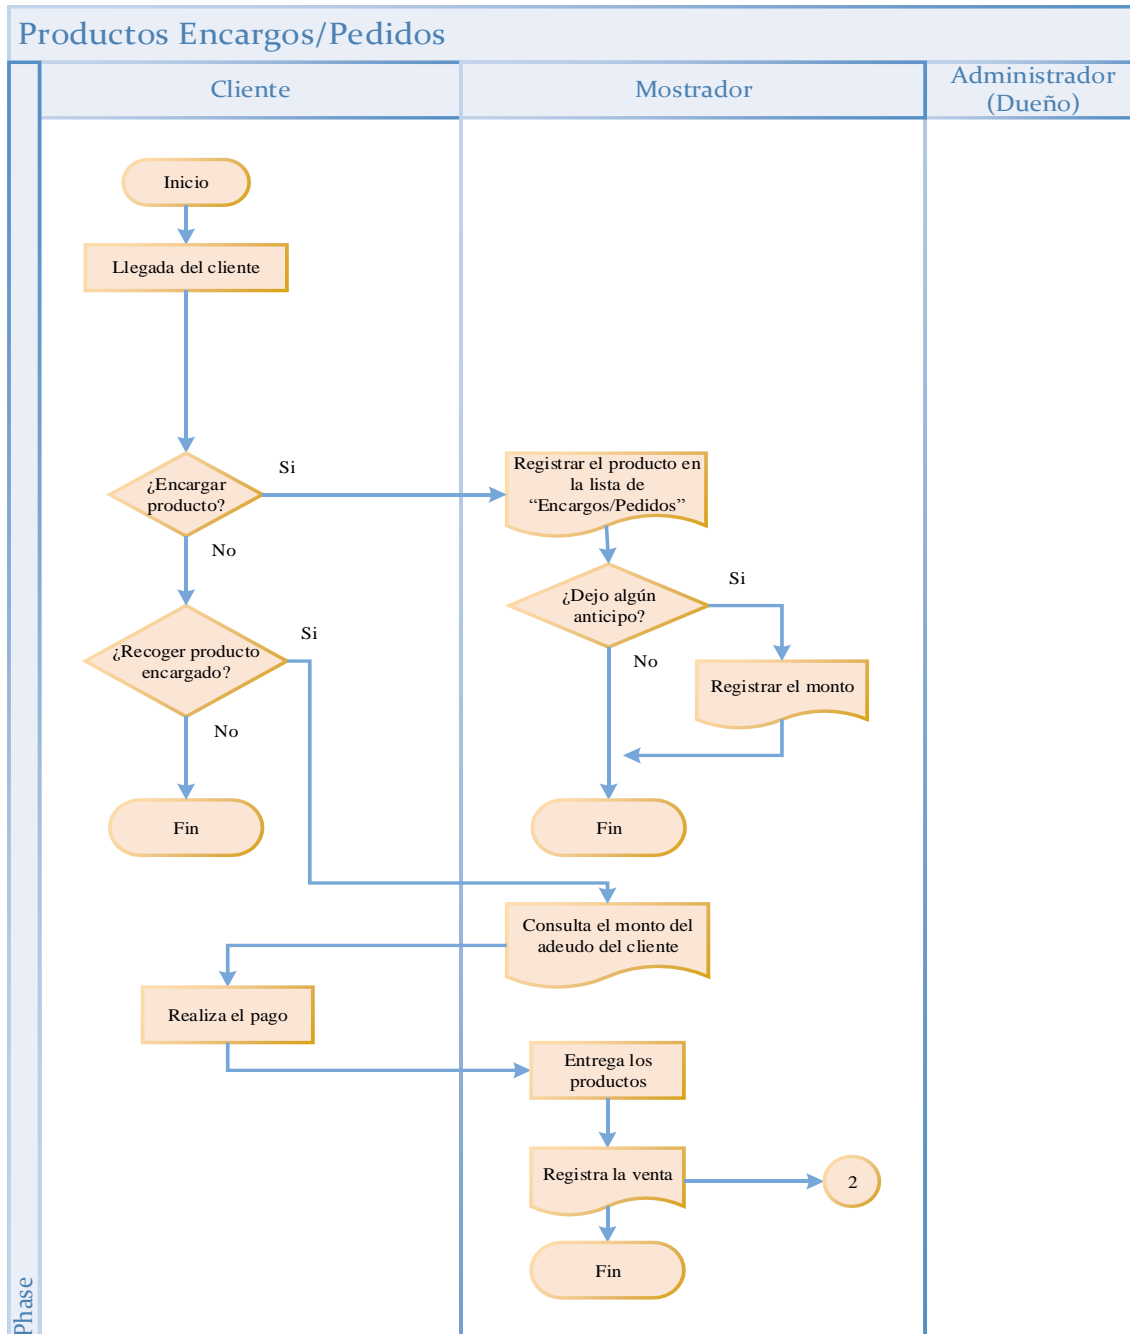 Productos Encargos/Pedidos
Cliente
Mostrador
Administrador
(Dueño)
Inicio
Llegada del cliente
¿Encargar
producto?
Si
No
Registrar el producto en
la lista de
“Encargos/Pedidos”
¿Dejo algún
anticipo?
Si
No
Registrar el monto
¿Recoger producto
encargado?
Si
No
Fin
Fin
Consulta el monto del
adeudo del cliente
Realiza el pago
Entrega los
productos
Registra la venta
2
Fin
Phase